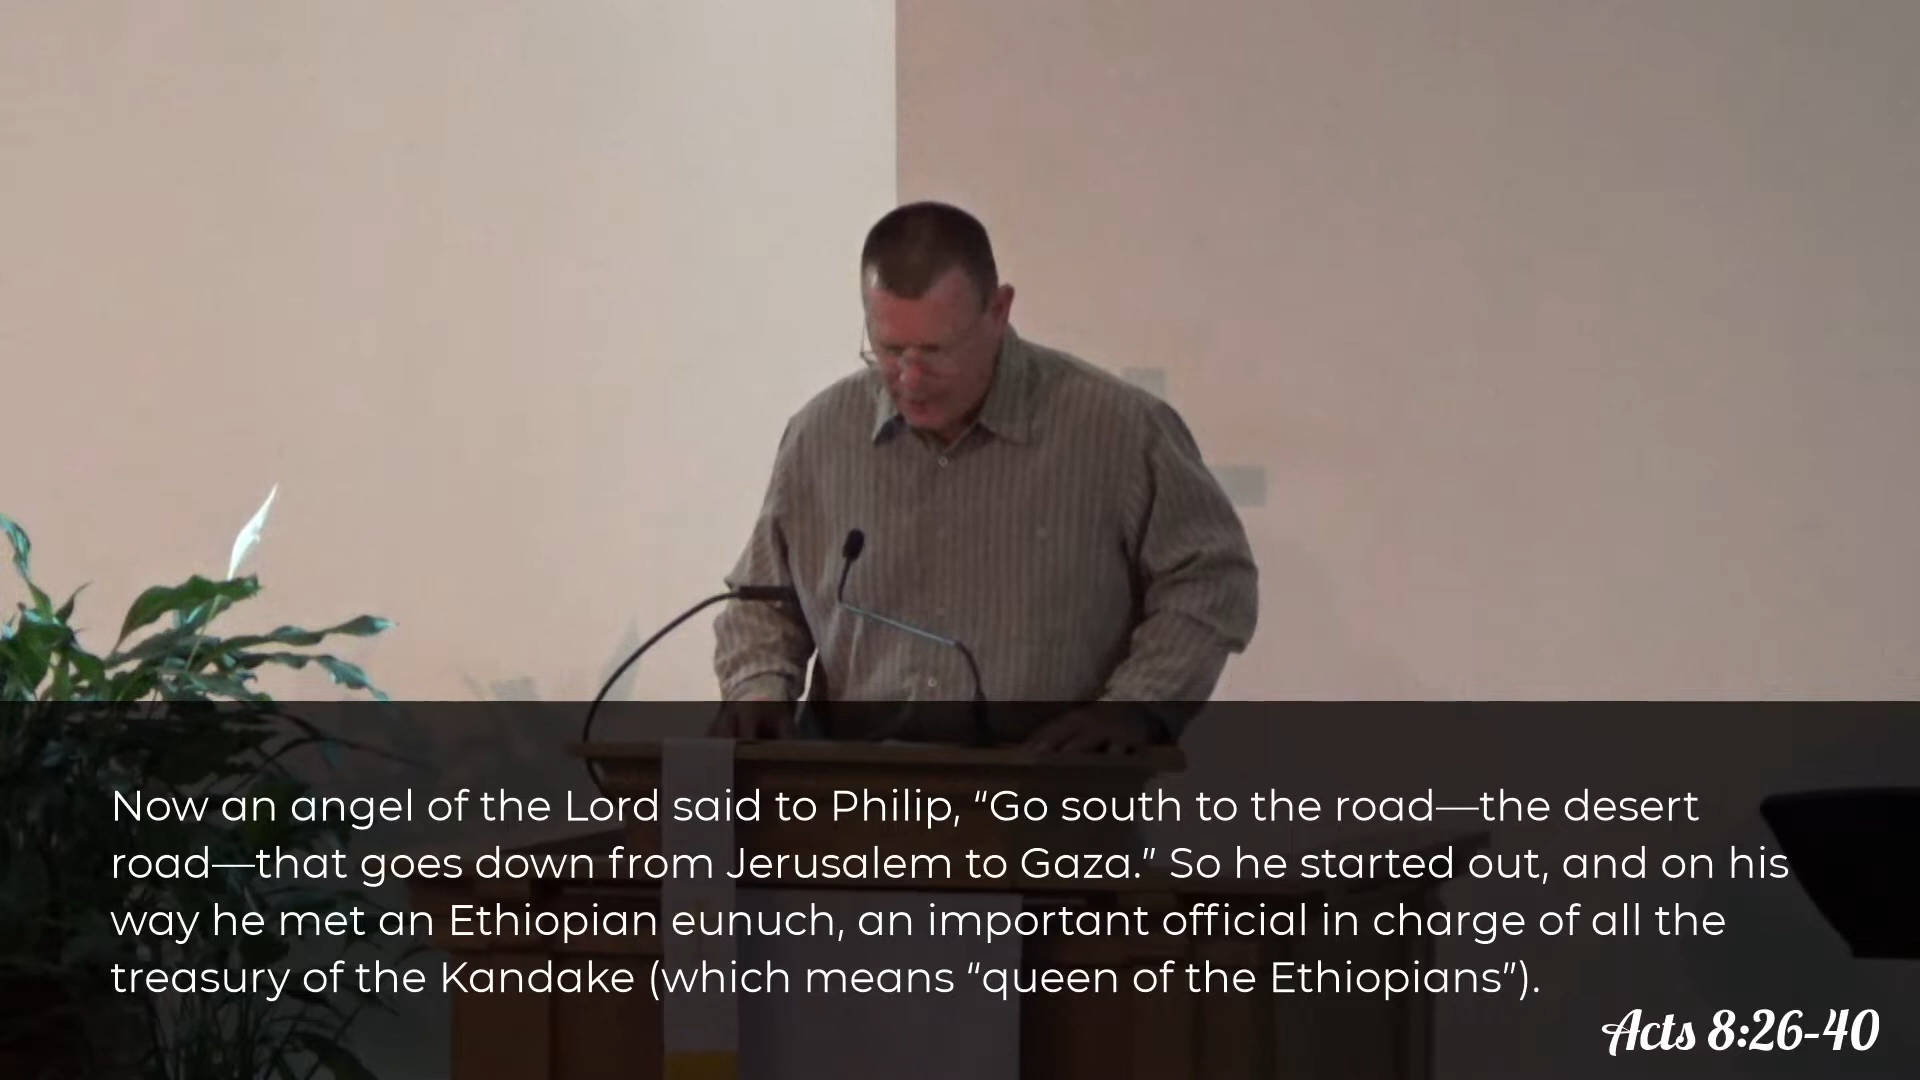 Now an angel of the Lord said to Philip, “Go south to the road—the desert
road—that goes down from Jerusalem to Gaza.” So he started out, and on his
way he met an Ethiopian eunuch, an important official in charge of all the
treasury of the Kandake (which means “queen of the Ethiopians”).
Acts 8:26-40